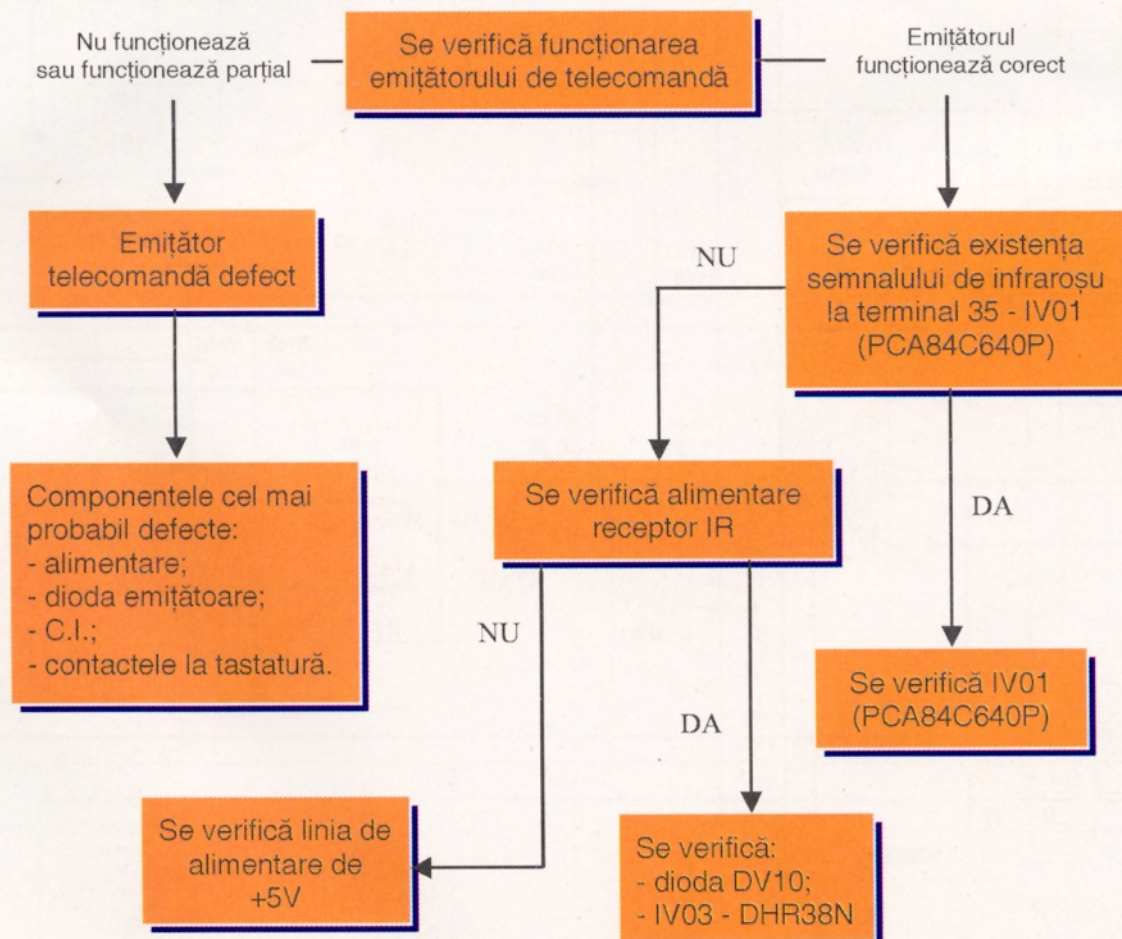 Nu funcționează
sau funcționează parțial
Se verifică funcționarea
emițătorului de telecomandă
Emițătorul
funcționează corect
Emițător
telecomandă defect
NU
Se verifică existența
semnalului de infraroșu
la terminal 35 - IV01
(PCA84C640P)
Componentele cel mai
probabil defecte:
- alimentare;
- dioda emițătoare;
- C.I.;
- contactele la tastatură.
Se verifică alimentare
receptor IR
DA
NU
DA
Se verifică IV01
(PCA84C640P)
Se verifică linia de
alimentare de
+5V
Se verifică:
- dioda DV10;
- IV03 - DHR38N